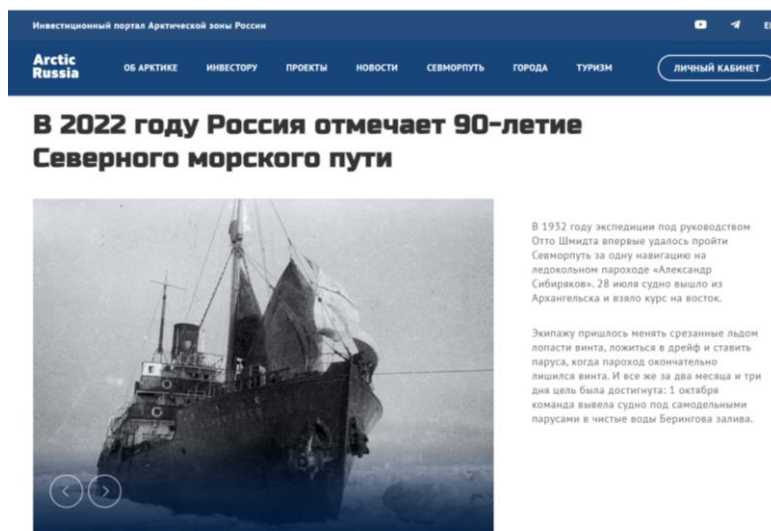 Инвестиционный портал Арктической зоны России
Arctic
Russia
ОБ АРКТИКЕ
ИНВЕСТОРУ
ПРОЕКТЫ
НОВОСТИ
СЕВМОРПУТЬ
ГОРОДА
ТУРИЗМ
ЛИЧНЫЙ КАБИНЕТ
В 2022 году Россия отмечает 90-летие
Северного морского пути
В 1932 году экспедиции под руководством
Отто Шмидта впервые удалось пройти
Севморпуть за одну навигацию на
ледокольном пароходе «Александр
Сибиряков». 28 июля судно вышло из
Архангельска и взяло курс на восток.
Экипажу пришлось менять срезанные льдом
лопасти винта, ложиться в дрейф и ставить
паруса, когда пароход окончательно
лишился винта. И все же за два месяца и три
дня цель была достигнута: 1 октября
команда вывела судно под самодельными
парусами в чистые воды Берингова залива.